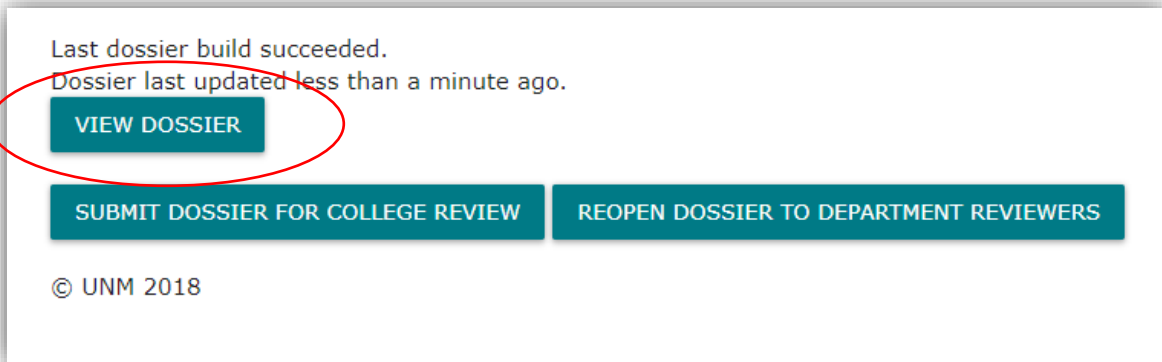 Last dossier build succeeded.
Dossier last updated less than a minute ago.
VIEW DOSSIER
SUBMIT DOSSIER FOR COLLEGE REVIEW REOPEN DOSSIER TO DEPARTMENT REVIEWERS
© UNM 2018